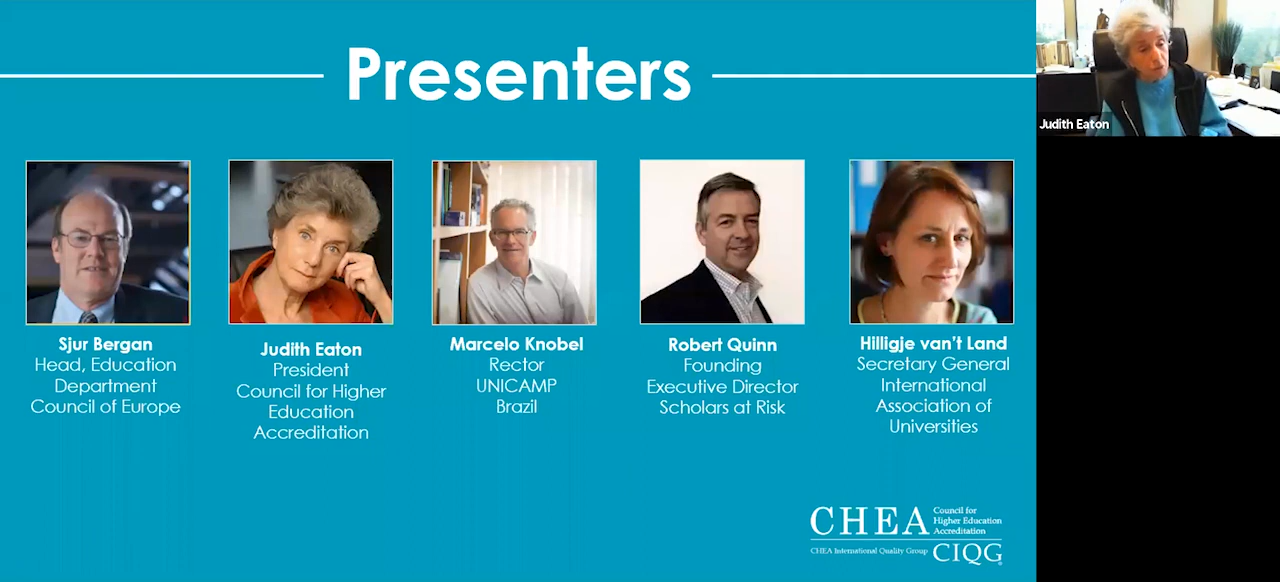 Presenters
Judith Eaton
Sjur Bergan
Head, Education
Department
Council of Europe
Judith Eaton
President
Council for Higher
Education
Accreditation
Marcelo Knobel
Rector
UNICAMP
Brazil
Robert Quinn
Founding
Executive Director
Scholars at Risk
Hilligje van’t Land
Secretary General
International
Association of
Universities
CHEA
Council for
Higher Education
Accreditation
CHEA International Quality Group
CIQG®